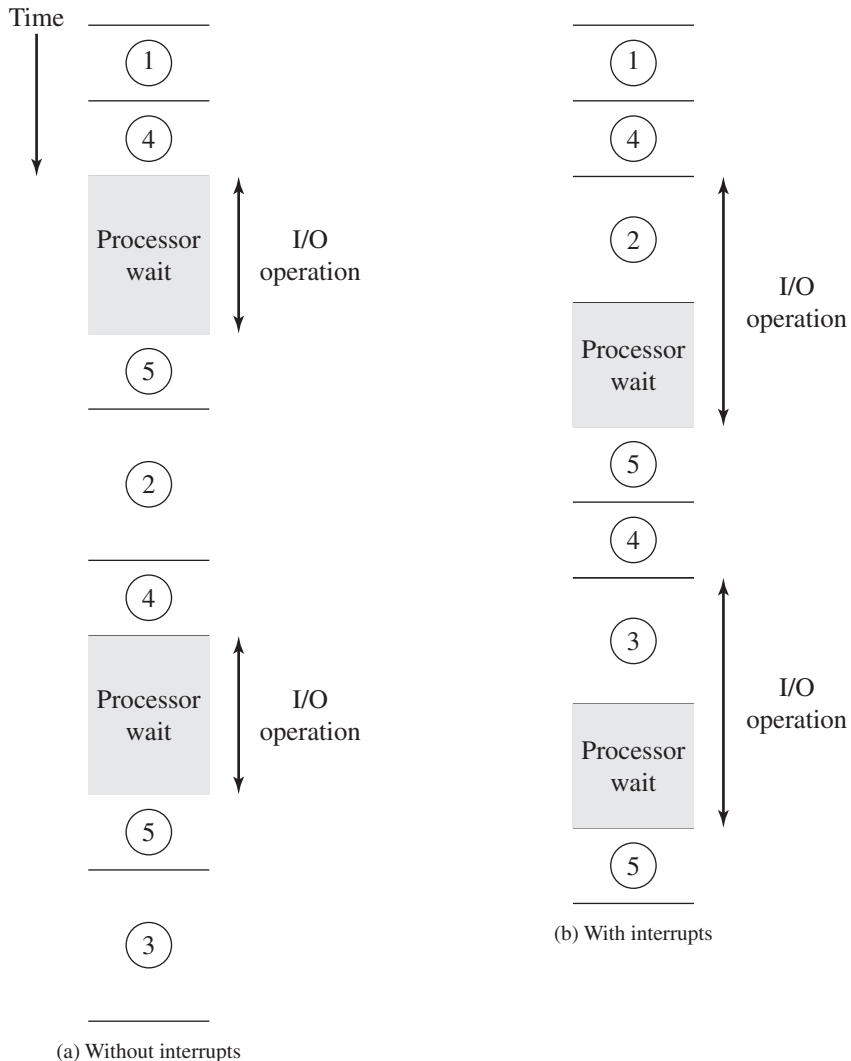 Time
①
④
Processor
wait
I/O
operation
⑤
②
④
Processor
wait
I/O
operation
⑤
③
(a) Without interrupts
①
④
②
I/O
operation
Processor
wait
⑤
④
③
I/O
operation
Processor
wait
⑤
(b) With interrupts